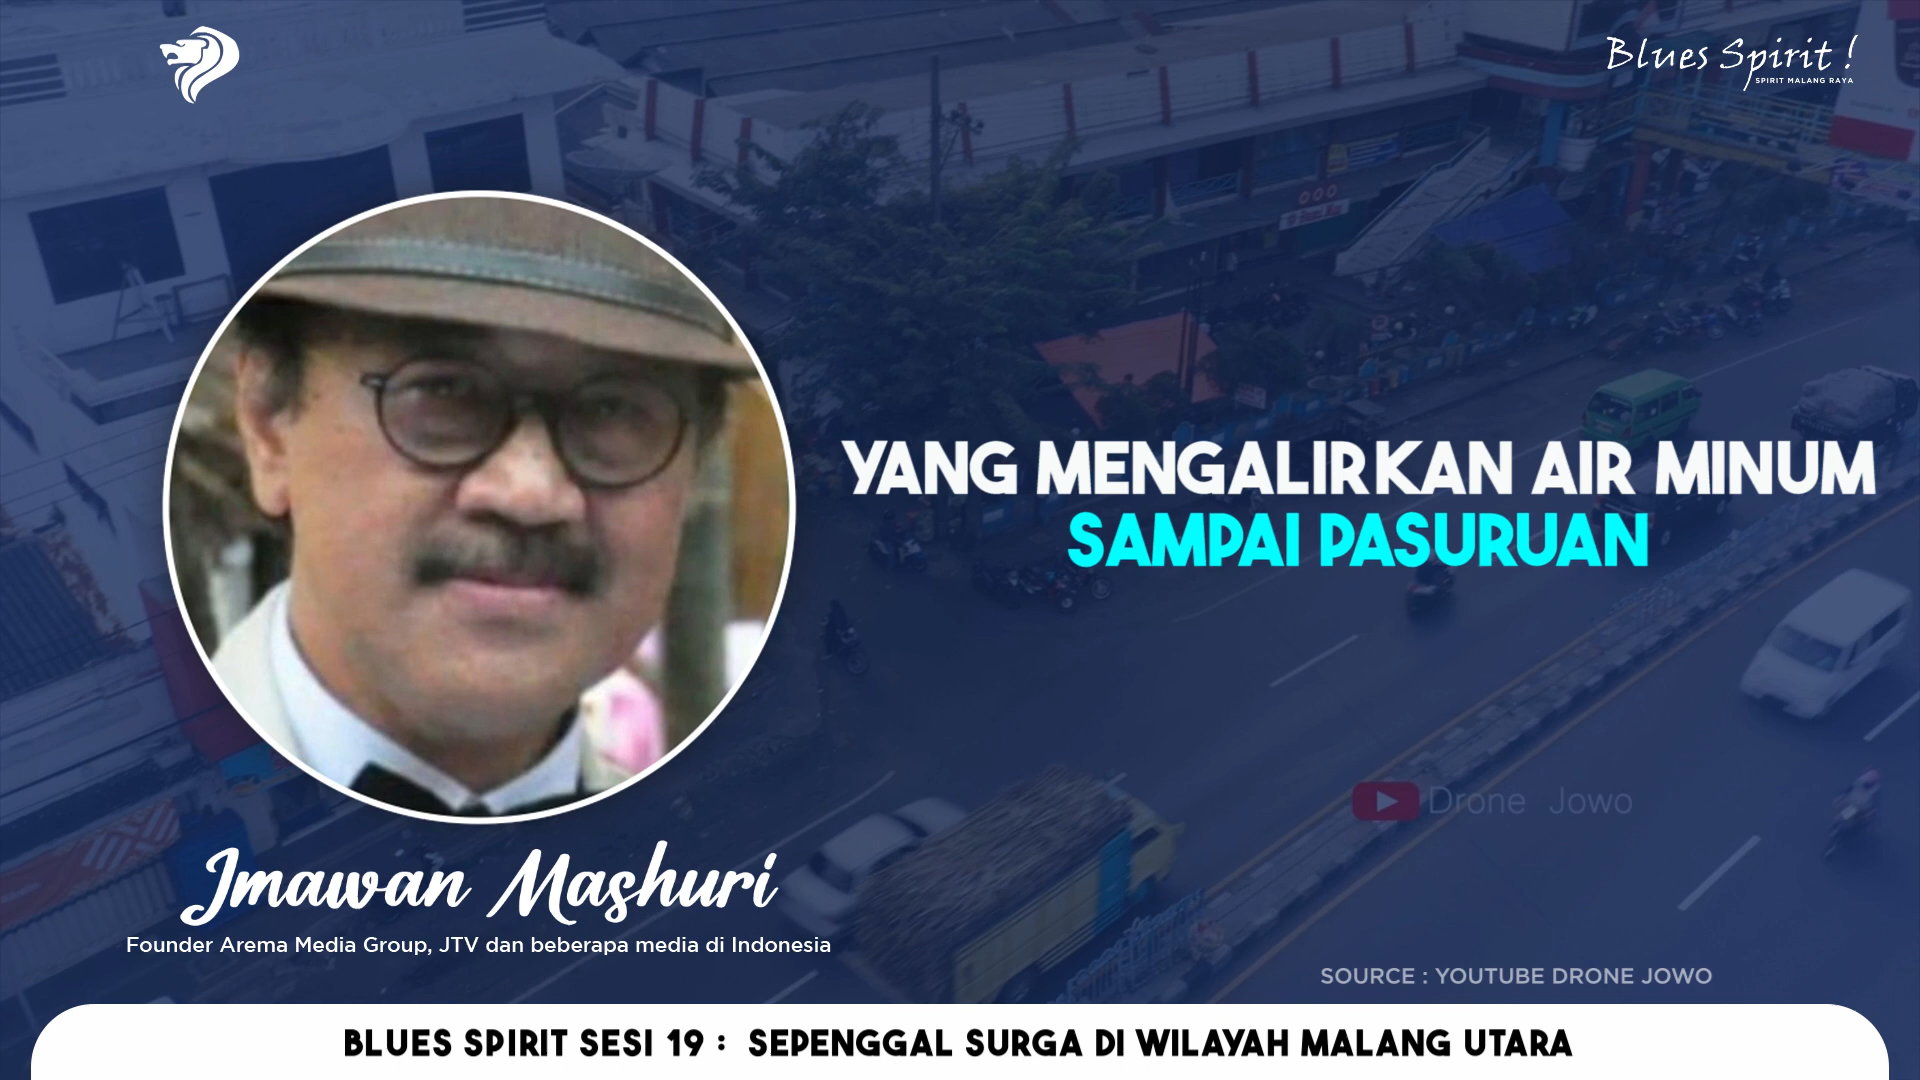 Blues Spirit !
SPIRIT MALANG RAYA
YANG MENGALIRKAN AIR MINUM
SAMPAI PASURUAN
Drone Jowo
Imawan Mashuri
Founder Arema Media Group, JTV dan beberapa media di Indonesia
SOURCE : YOUTUBE DRONE JOWO
BLUES SPIRIT SESI 19 : SEPENGGAL SURGA DI WILAYAH MALANG UTARA